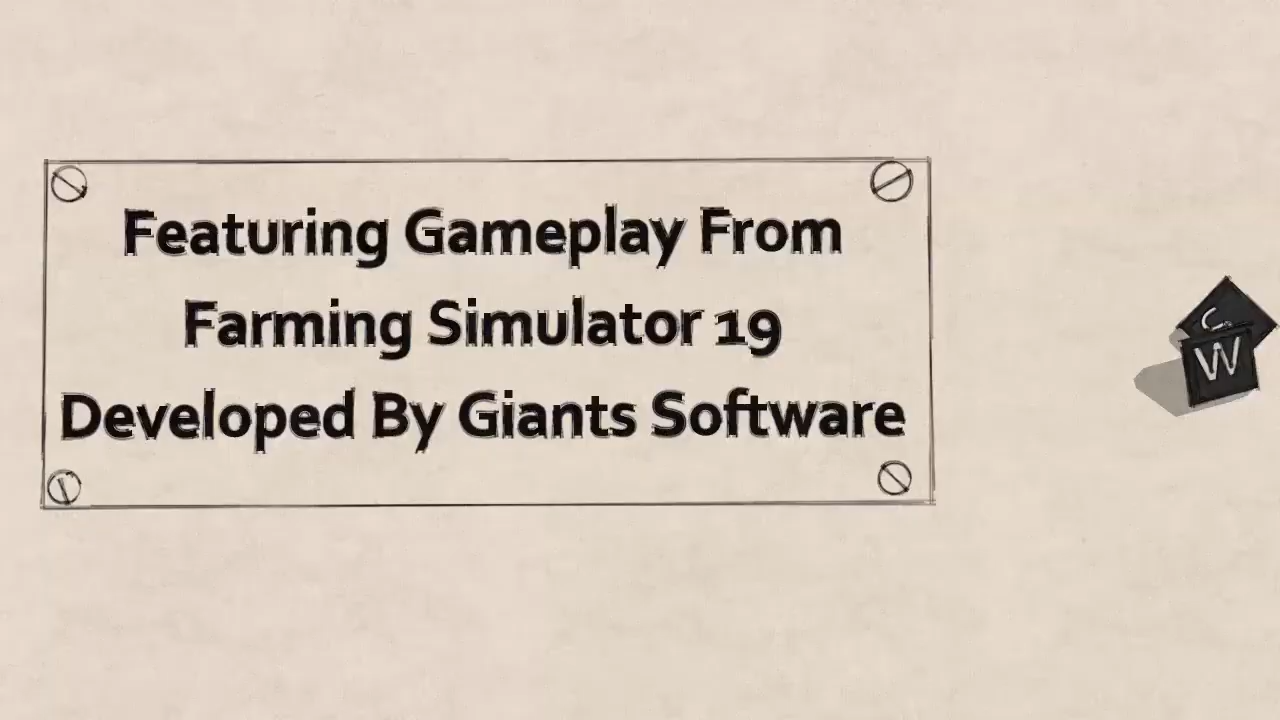 Featuring Gameplay From
Farming Simulator 19
Developed By Giants Software
C
W